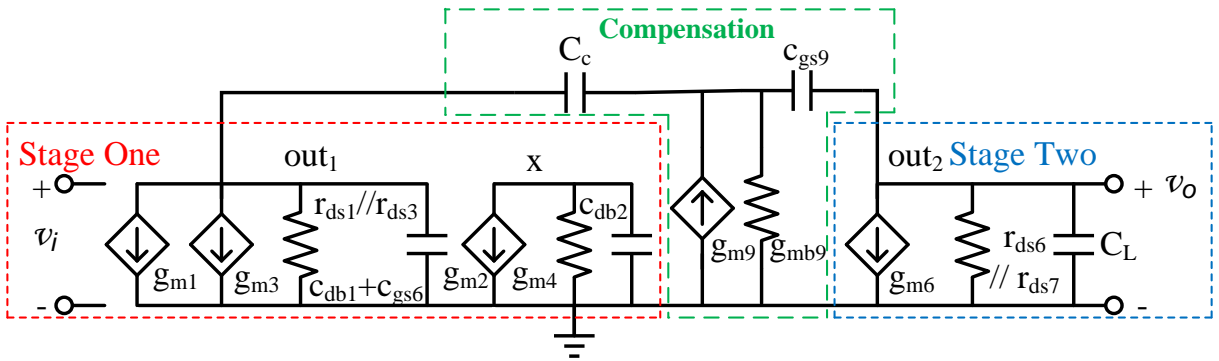 Compensation
C_c
c_gs9
Stage One
out_1
x
out_2
Stage Two
+
v_i
-
r_ds1//r_ds3
c_db2
+ v_o
g_m1
g_m3
c_db1+c_gs6
g_m2
g_m4
g_m9
g_mb9
g_m6
r_ds6
// r_ds7
C_L
-